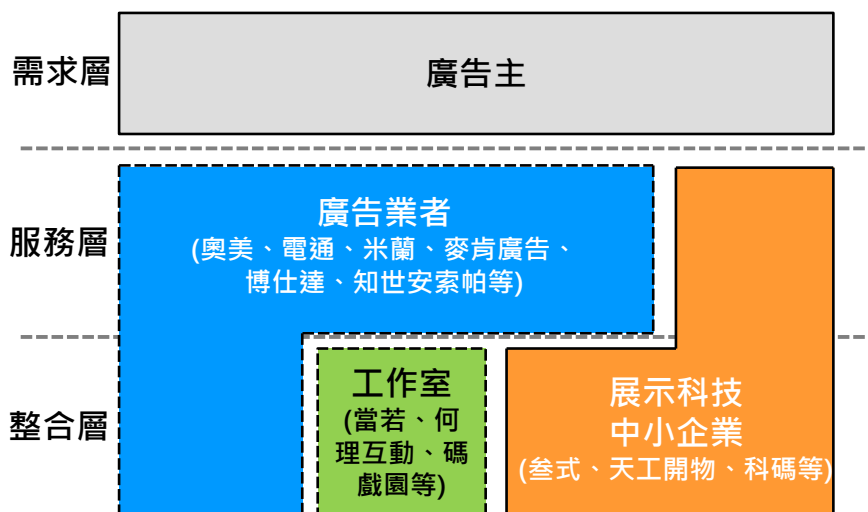 需求層
廣告主
服務層
廣告業者
(奧美、電通、米蘭、麥肯廣告、
博仕達、知世安索帕等)
整合層
工作室
(當若、何
理互動、碼
戲園等)
展示科技
中小企業
(叁式、天工開物、科碼等)